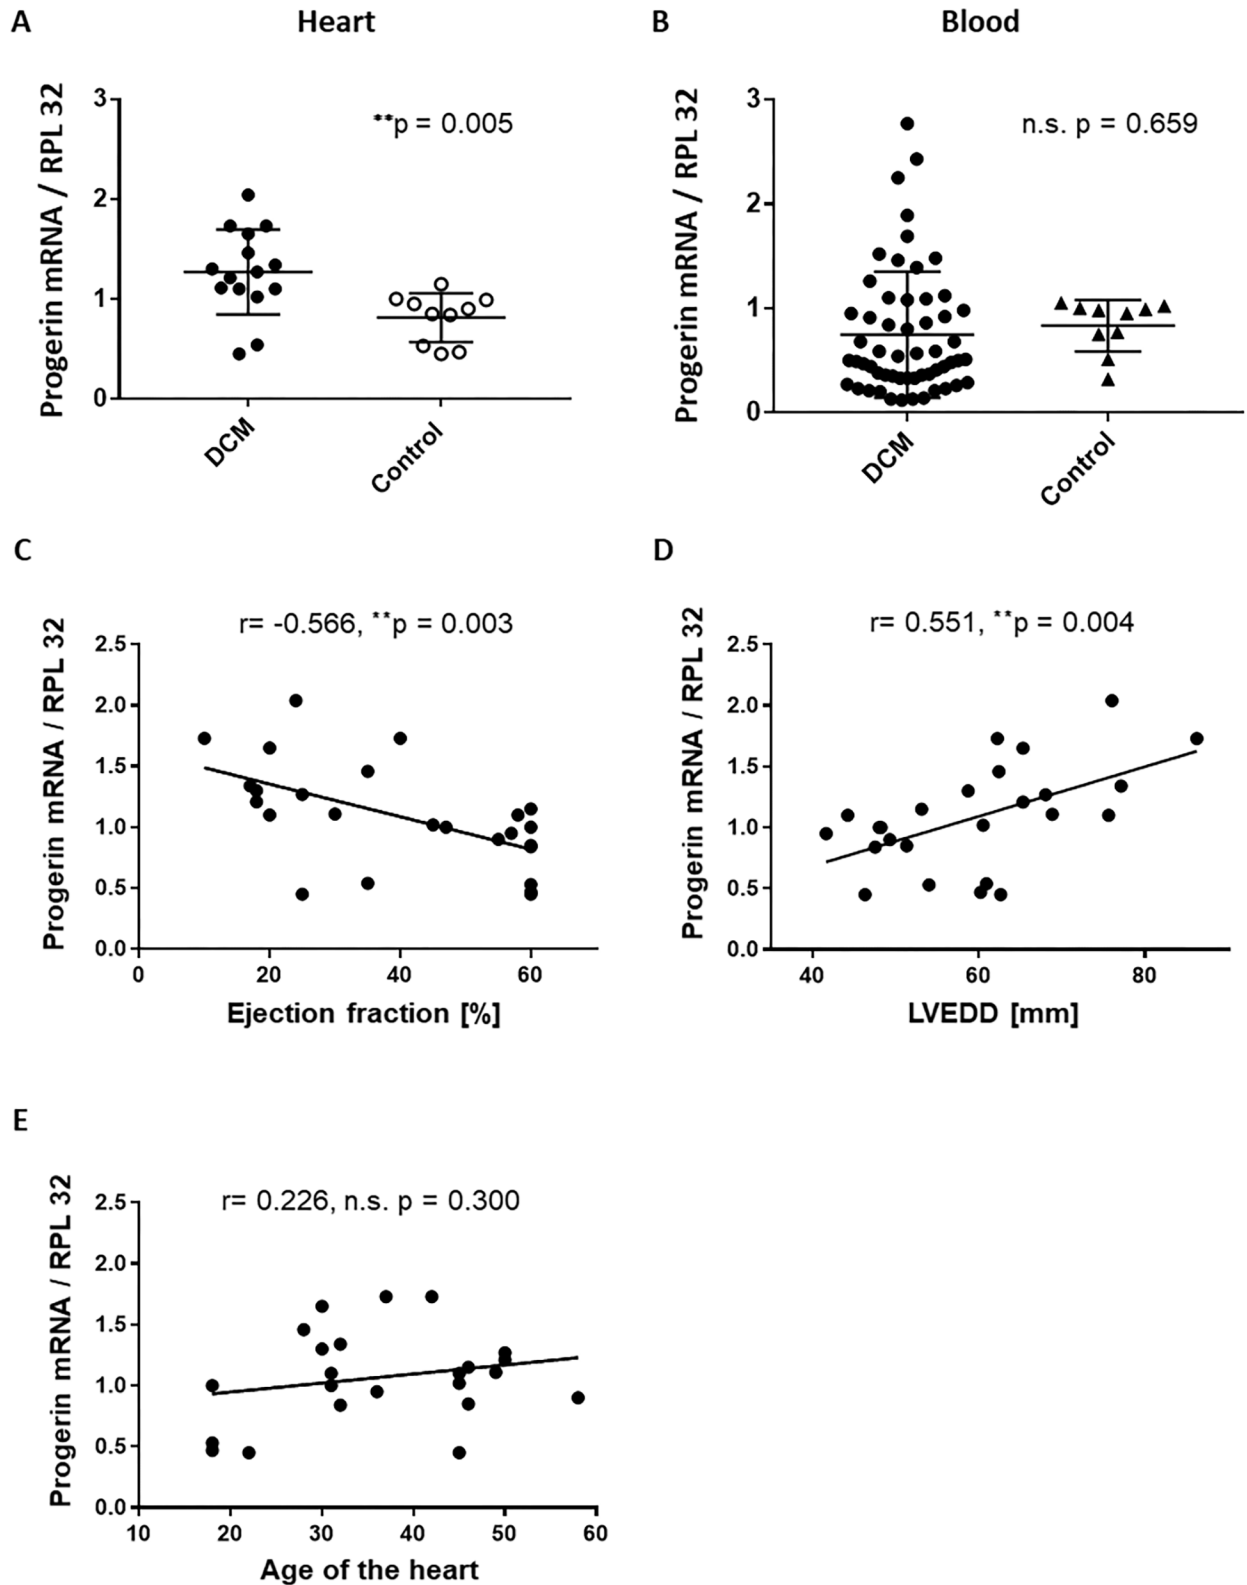 A
Heart
Progerin mRNA / RPL 32
3
2
1
0
**p = 0.005
DCM
Control
B
Blood
Progerin mRNA / RPL 32
3
2
1
0
n.s. p = 0.659
DCM
Control
C
r= -0.566, **p = 0.003
Progerin mRNA / RPL 32
2.5
2.0
1.5
1.0
0.5
0.0
0
20
40
60
Ejection fraction [%]
D
r= 0.551, **p = 0.004
Progerin mRNA / RPL 32
2.5
2.0
1.5
1.0
0.5
0.0
40
60
80
LVEDD [mm]
E
r= 0.226, n.s. p = 0.300
Progerin mRNA / RPL 32
2.5
2.0
1.5
1.0
0.5
0.0
10
20
30
40
50
60
Age of the heart